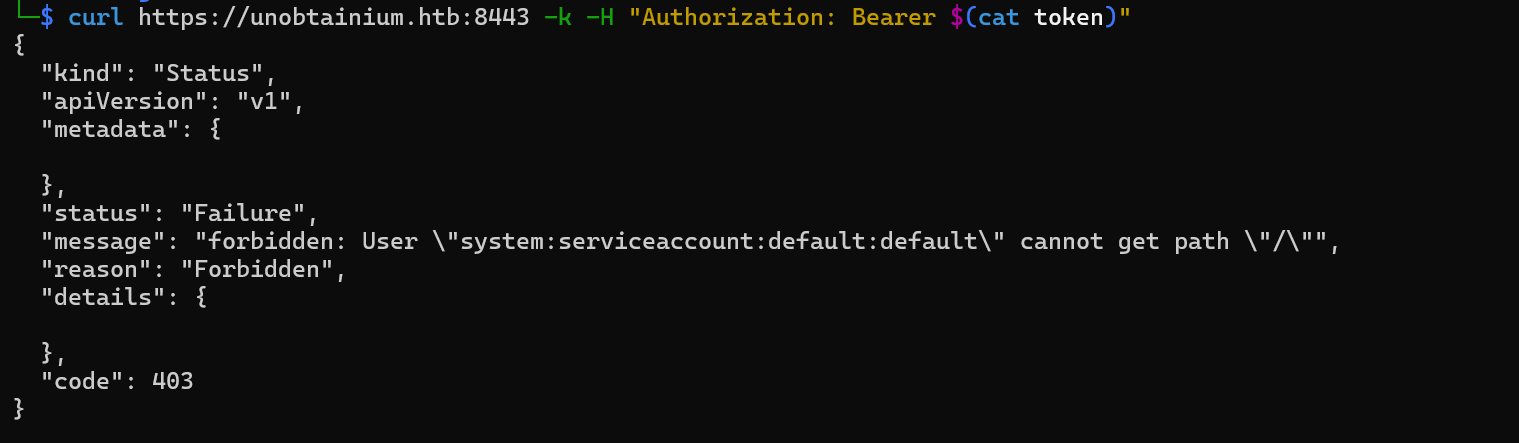 └─$ curl https://unobtainium.htb:8443 -k -H "Authorization: Bearer $(cat token)"
{
  "kind": "Status",
  "apiVersion": "v1",
  "metadata": {

  },
  "status": "Failure",
  "message": "forbidden: User \"system:serviceaccount:default:default\" cannot get path \"/\"",
  "reason": "Forbidden",
  "details": {

  },
  "code": 403
}